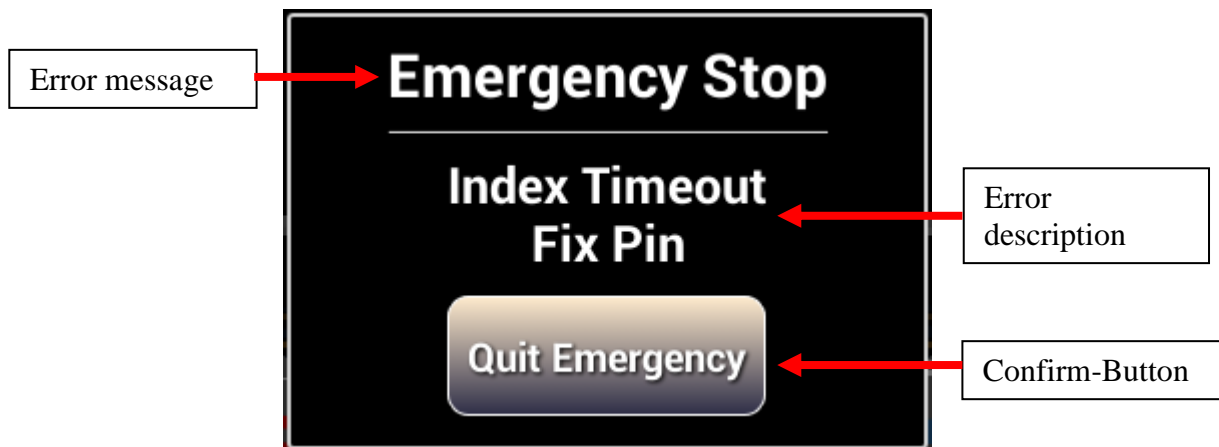 Error message
Emergency Stop
Index Timeout
Fix Pin
Error
description
Quit Emergency
Confirm-Button